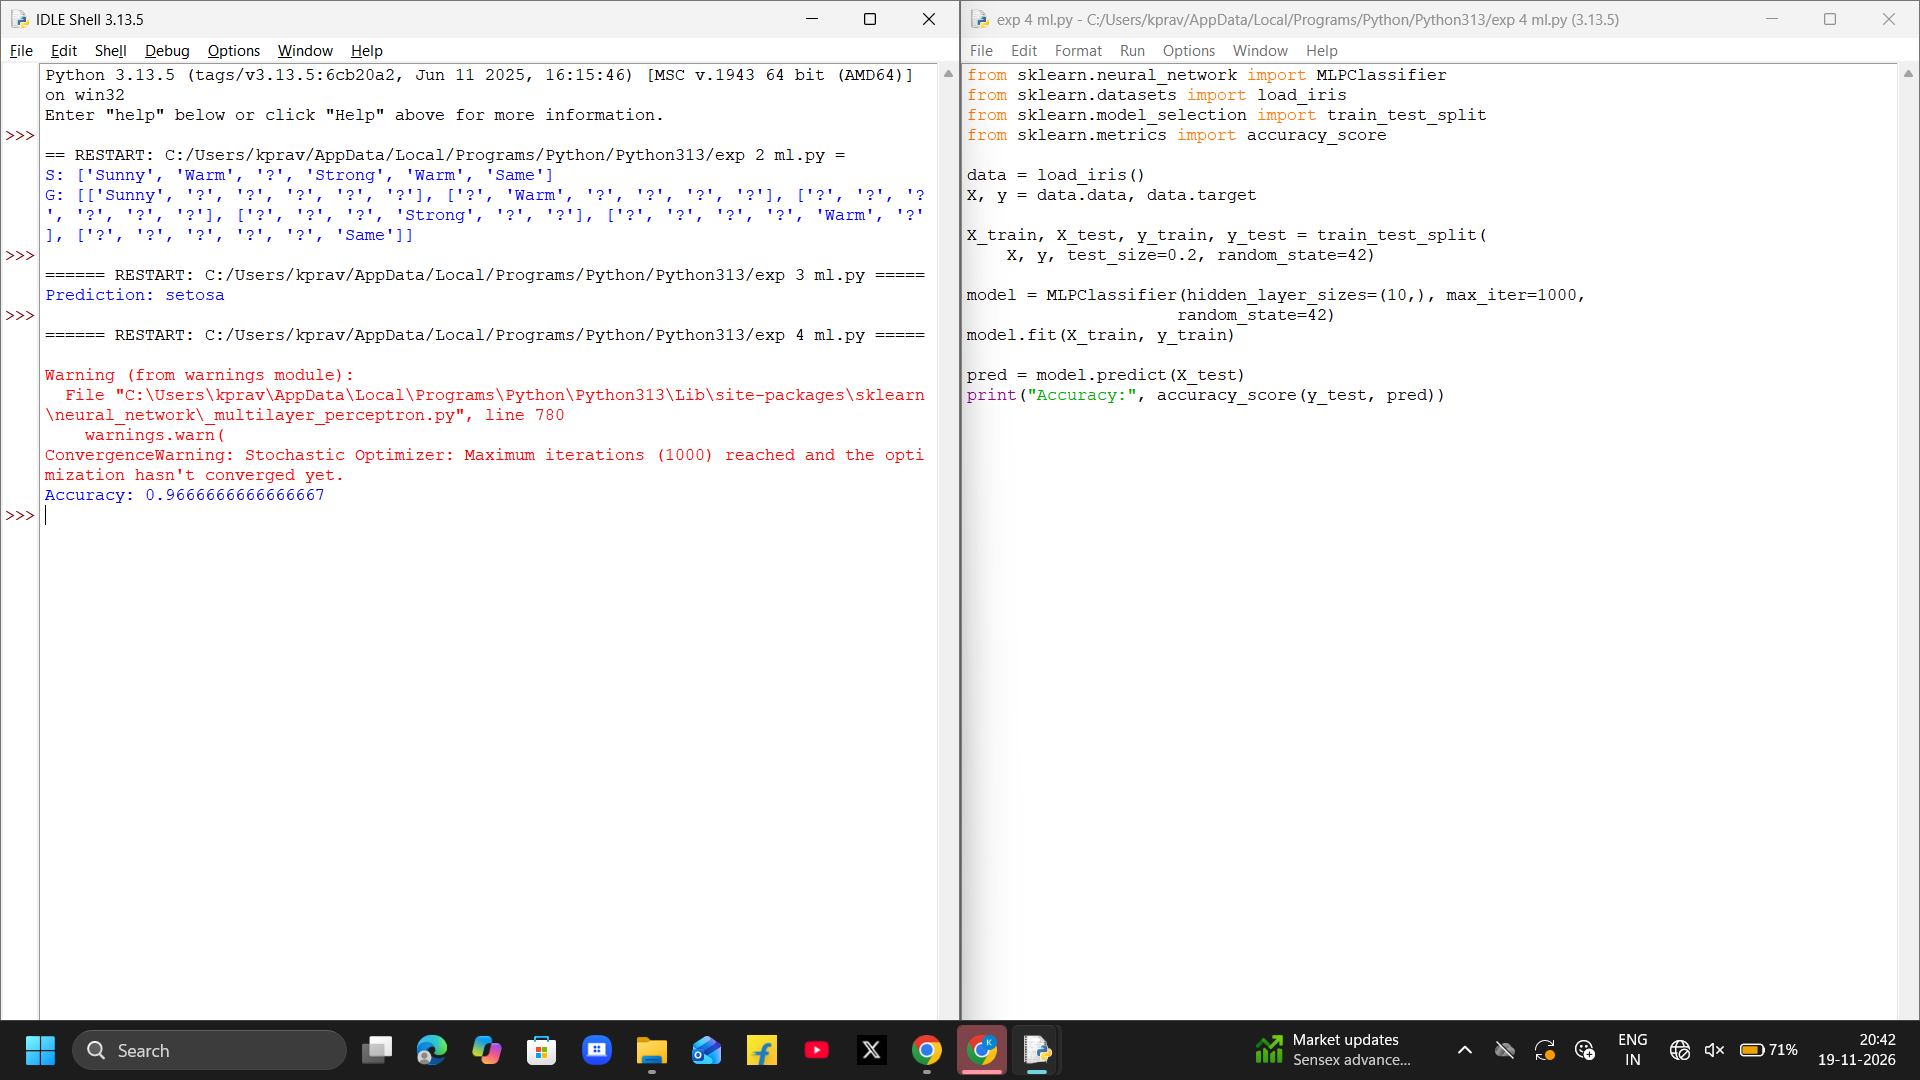 IDLE Shell 3.13.5
File Edit Shell Debug Options Window Help
Python 3.13.5 (tags/v3.13.5:6cb20a2, Jun 11 2025, 16:15:46) [MSC v.1943 64 bit (AMD64)]
on win32
Enter "help" below or click "Help" above for more information.
>>>
== RESTART: C:/Users/kprav/AppData/Local/Programs/Python/Python313/exp 2 ml.py =
S: ['Sunny', 'Warm', '?', 'Strong', 'Warm', 'Same']
G: [['Sunny', '?', '?', '?', '?', '?'], ['?', 'Warm', '?', '?', '?', '?'], ['?', '?', '?
', '?', '?', '?'], ['?', '?', '?', 'Strong', '?', '?'], ['?', '?', '?', '?', 'Warm', '?'
], ['?', '?', '?', '?', '?', 'Same']]
>>>
====== RESTART: C:/Users/kprav/AppData/Local/Programs/Python/Python313/exp 3 ml.py =====
Prediction: setosa
>>>
====== RESTART: C:/Users/kprav/AppData/Local/Programs/Python/Python313/exp 4 ml.py =====
Warning (from warnings module):
  File "C:\Users\kprav\AppData\Local\Programs\Python\Python313\Lib\site-packages\sklearn
\neural_network\_multilayer_perceptron.py", line 780
    warnings.warn(
ConvergenceWarning: Stochastic Optimizer: Maximum iterations (1000) reached and the opti
mization hasn't converged yet.
Accuracy: 0.9666666666666667
>>>
exp 4 ml.py - C:/Users/kprav/AppData/Local/Programs/Python/Python313/exp 4 ml.py (3.13.5)
File Edit Format Run Options Window Help
from sklearn.neural_network import MLPClassifier
from sklearn.datasets import load_iris
from sklearn.model_selection import train_test_split
from sklearn.metrics import accuracy_score
data = load_iris()
X, y = data.data, data.target
X_train, X_test, y_train, y_test = train_test_split(
    X, y, test_size=0.2, random_state=42)
model = MLPClassifier(hidden_layer_sizes=(10,), max_iter=1000,
                     random_state=42)
model.fit(X_train, y_train)
pred = model.predict(X_test)
print("Accuracy:", accuracy_score(y_test, pred))
Search
Market updates
Sensex advance...
ENG
IN
71%
20:42
19-11-2026